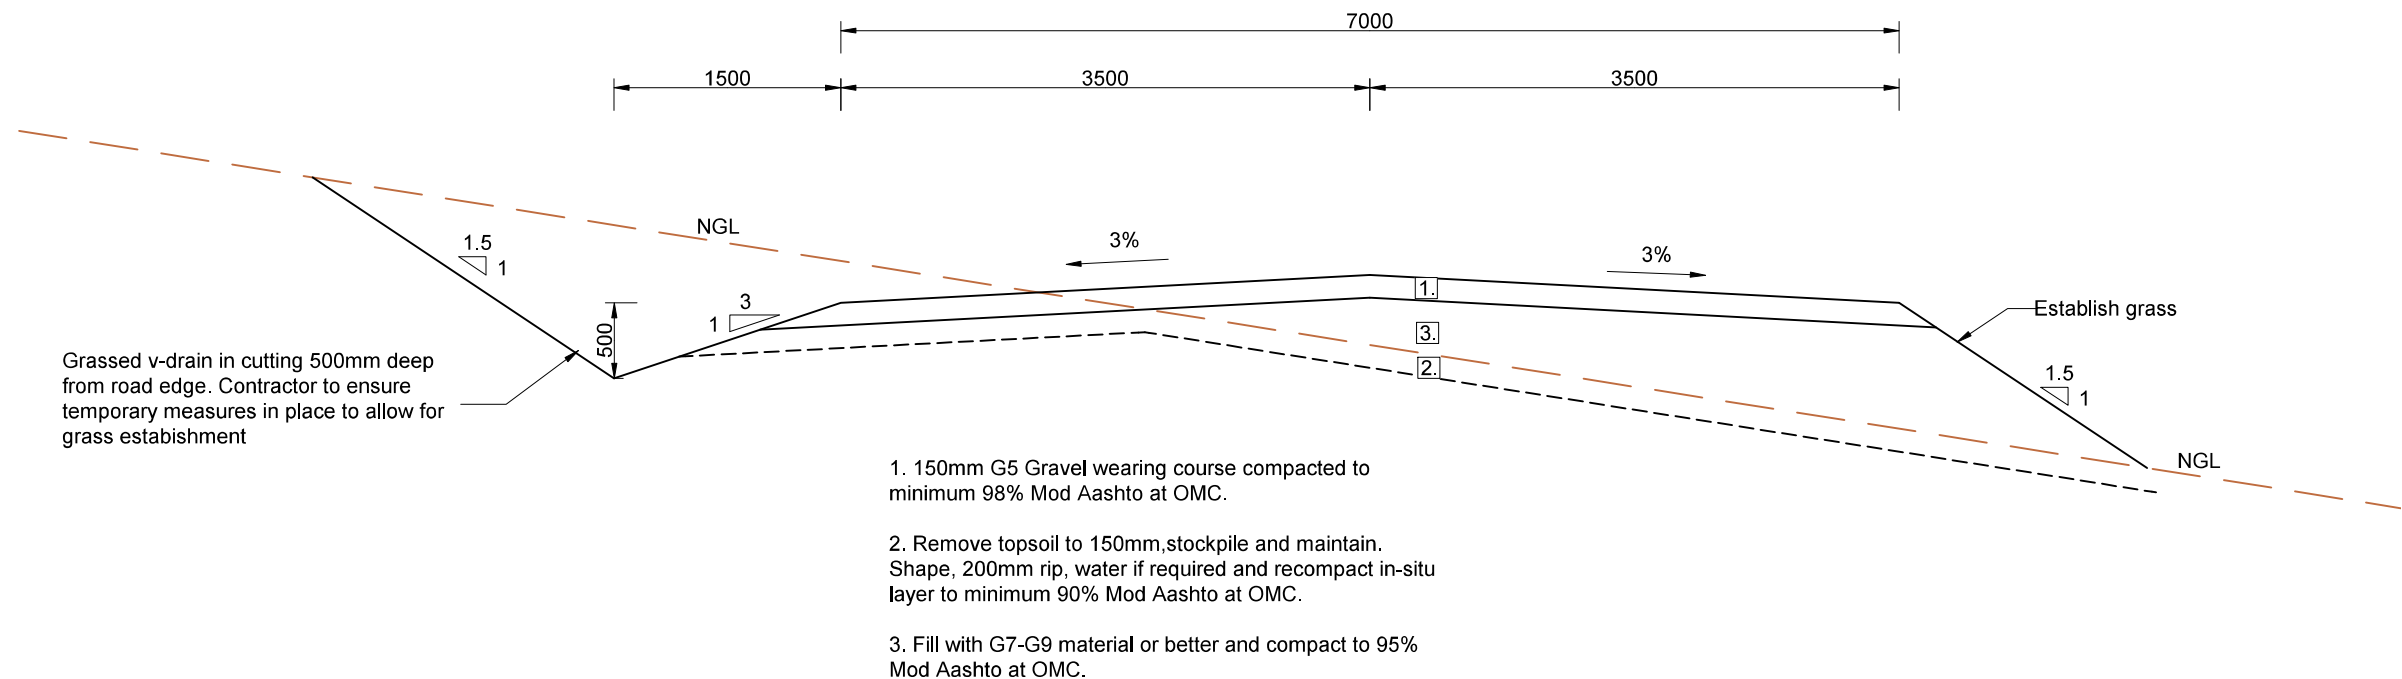 7000
1500
3500
3500
NGL
1.5
1
3%
3%
3
1
500
1.
3.
2.
Establish grass
1.5
1
NGL
Grassed v-drain in cutting 500mm deep
from road edge. Contractor to ensure
temporary measures in place to allow for
grass estabishment
1. 150mm G5 Gravel wearing course compacted to
minimum 98% Mod Aashto at OMC.
2. Remove topsoil to 150mm,stockpile and maintain.
Shape, 200mm rip, water if required and recompact in-situ
layer to minimum 90% Mod Aashto at OMC.
3. Fill with G7-G9 material or better and compact to 95%
Mod Aashto at OMC.